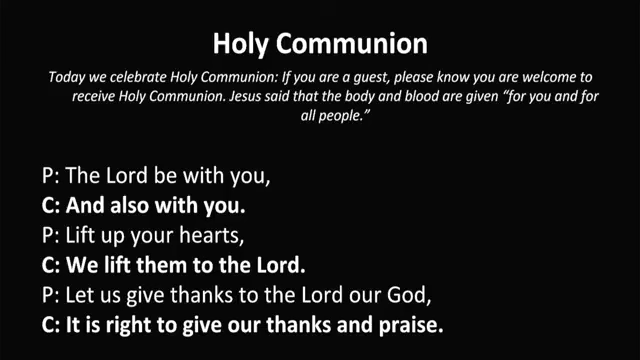 Holy Communion
Today we celebrate Holy Communion: If you are a guest, please know you are welcome to
receive Holy Communion. Jesus said that the body and blood are given “for you and for
all people.”
P: The Lord be with you,
C: And also with you.
P: Lift up your hearts,
C: We lift them to the Lord.
P: Let us give thanks to the Lord our God,
C: It is right to give our thanks and praise.